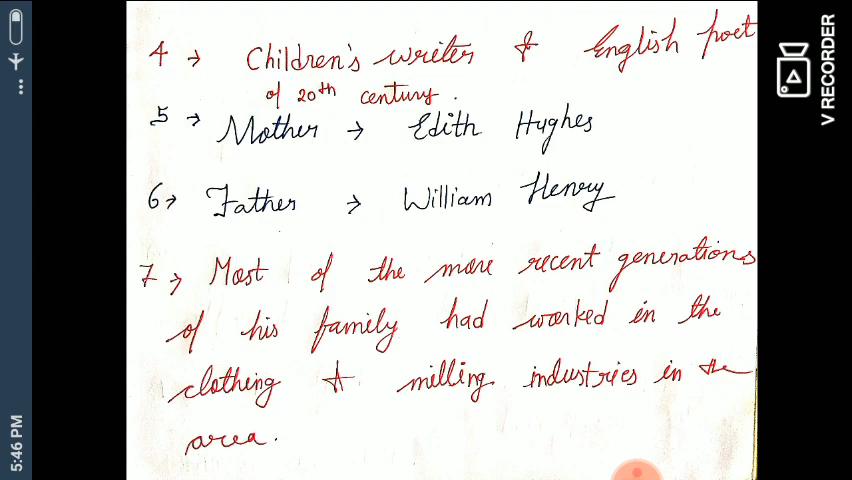 4 → Children's writer & English poet
of 20th century.
5 → Mother → Edith Hughes
6 → Father → William Henry
7 → Most of the more recent generations
of his family had worked in the
clothing & milling industries in the
area.
5:46 PM
V RECORDER